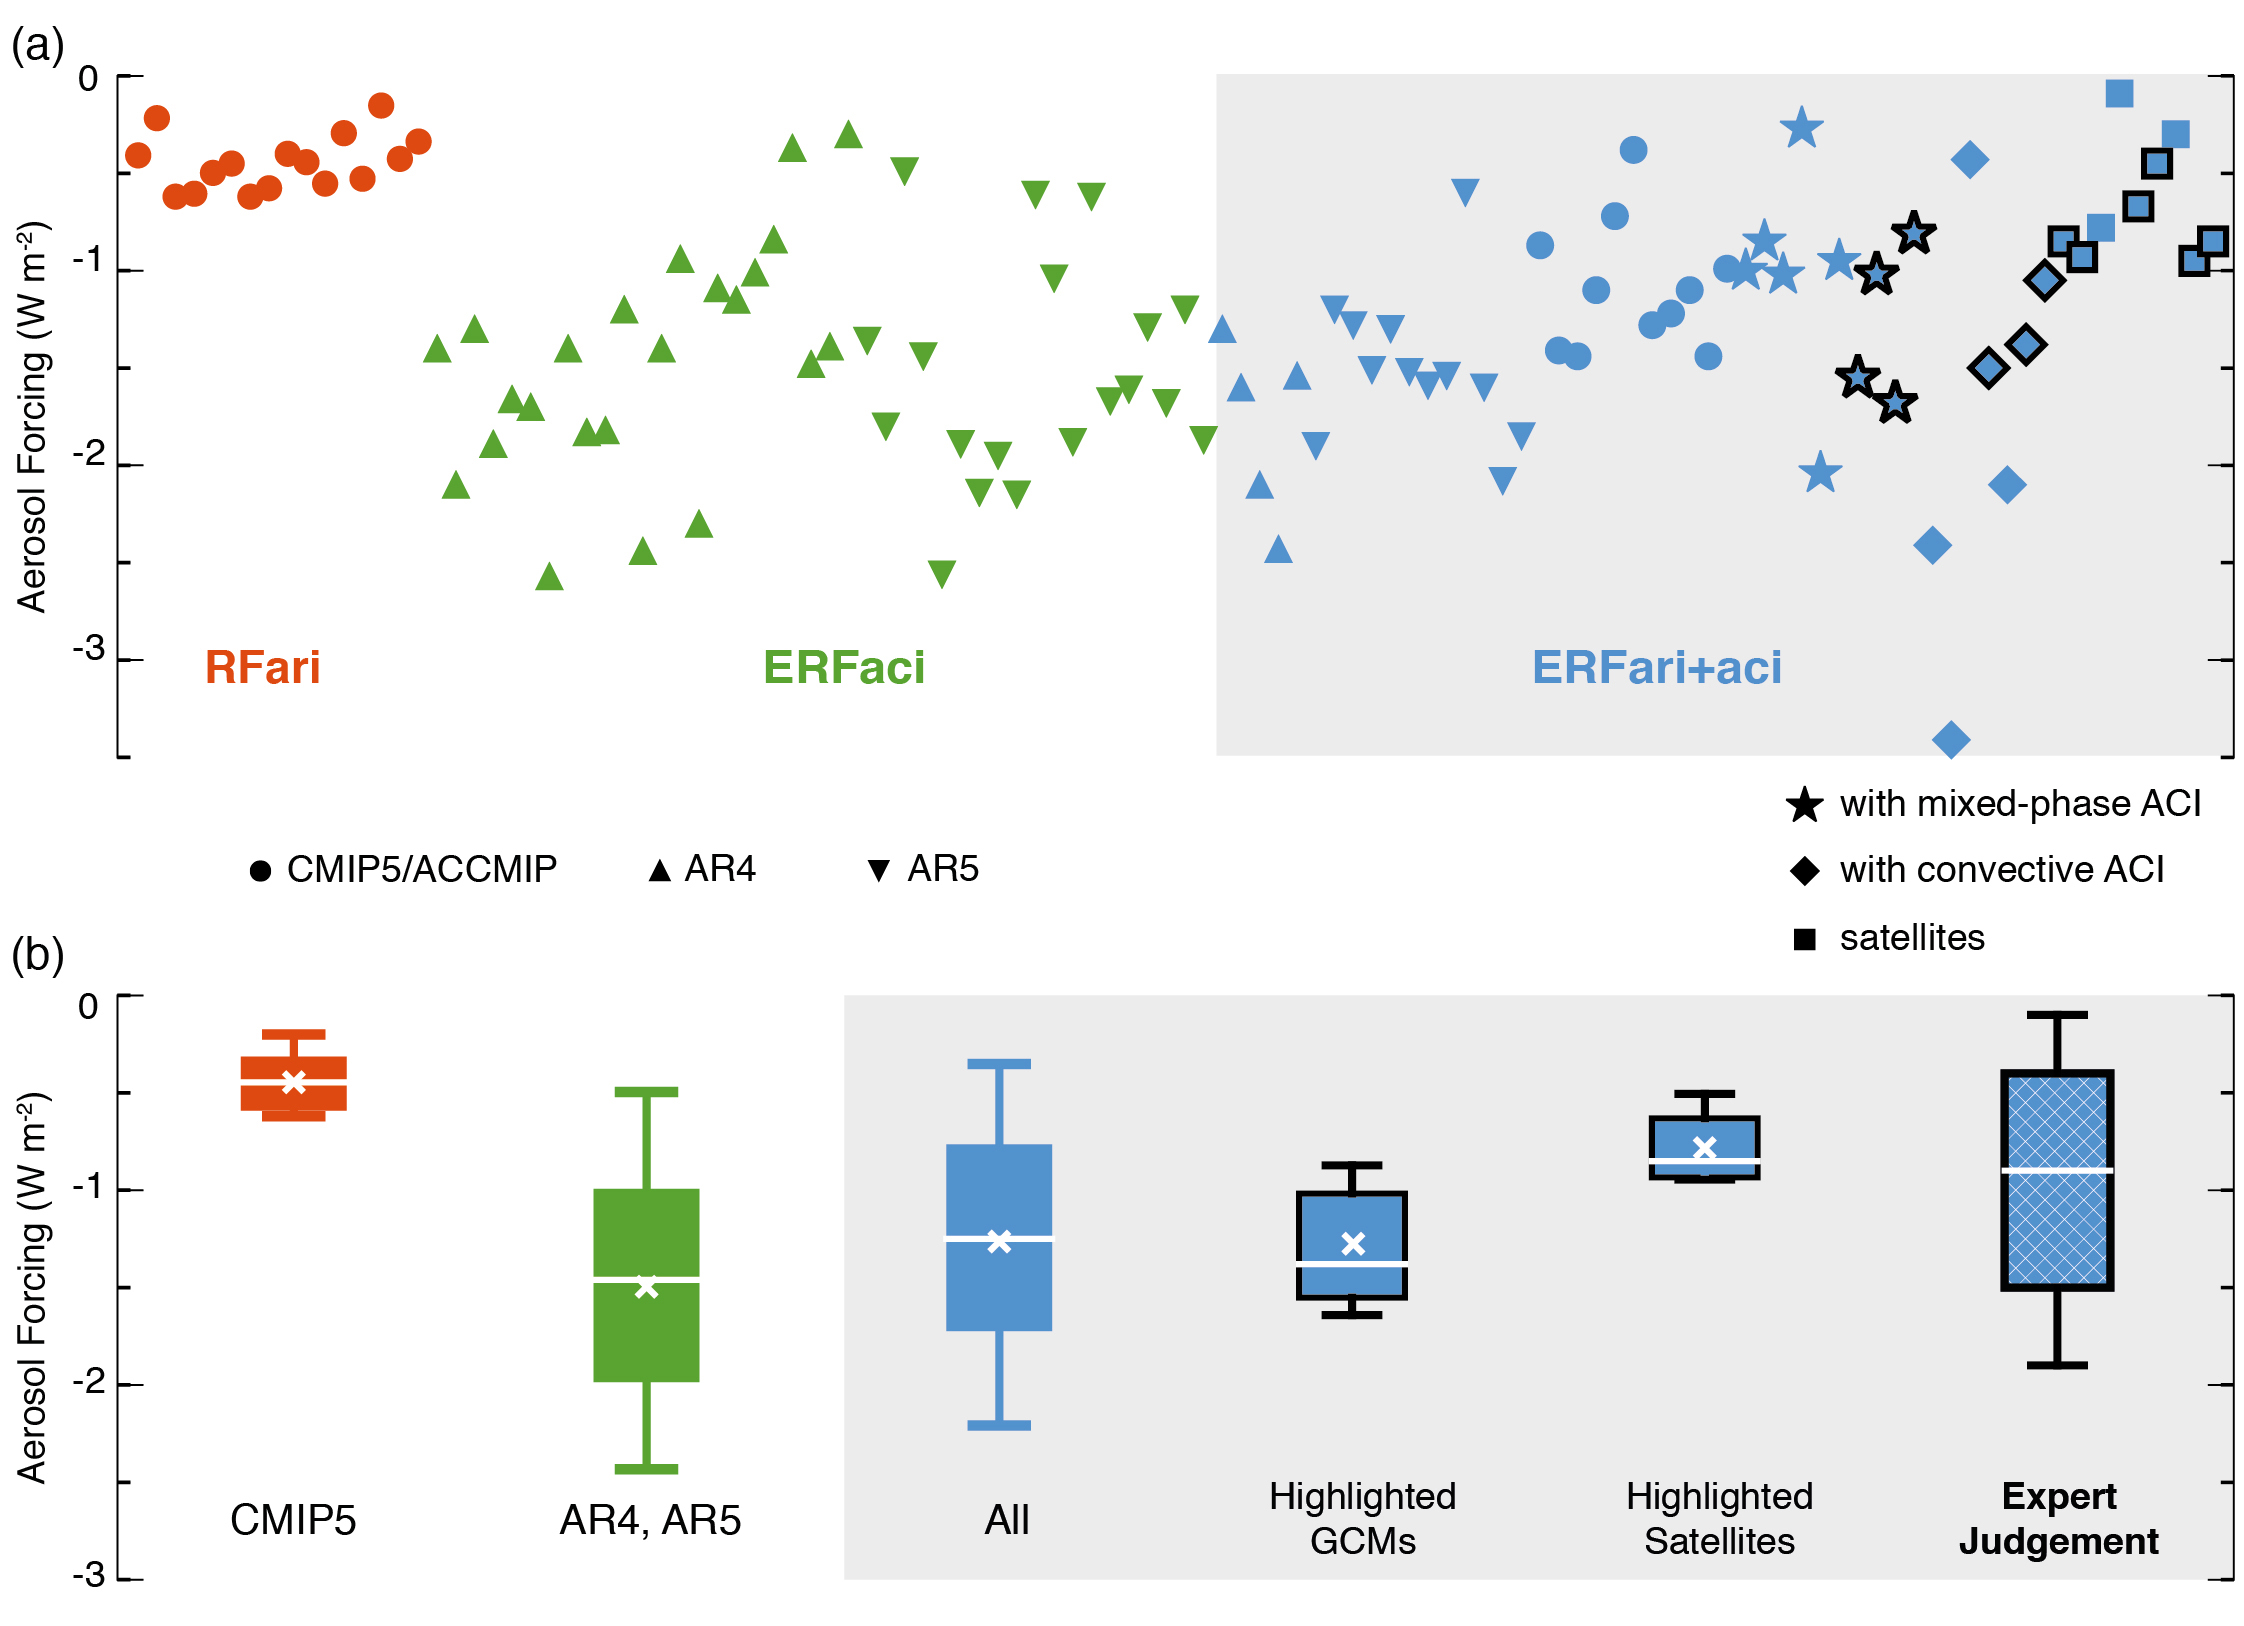 (a)
0
-1
-2
-3
Aerosol Forcing (W m-2)
RFari
ERFaci
ERFari+aci
with mixed-phase ACI
CMIP5/ACCMIP
AR4
AR5
with convective ACI
satellites
(b)
0
-1
-2
-3
Aerosol Forcing (W m-2)
CMIP5
AR4, AR5
All
Highlighted
GCMs
Highlighted
Satellites
Expert
Judgement